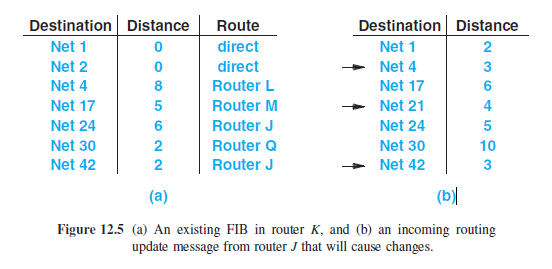 Destination Distance Route Destination Distance
Net 1 0 direct Net 1 2
Net 2 0 direct Net 4 3
Net 4 8 Router L Net 17 6
Net 17 5 Router M Net 21 4
Net 24 6 Router J Net 24 5
Net 30 2 Router Q Net 30 10
Net 42 2 Router J Net 42 3
(a) (b)
Figure 12.5 (a) An existing FIB in router K, and (b) an incoming routing
update message from router J that will cause changes.